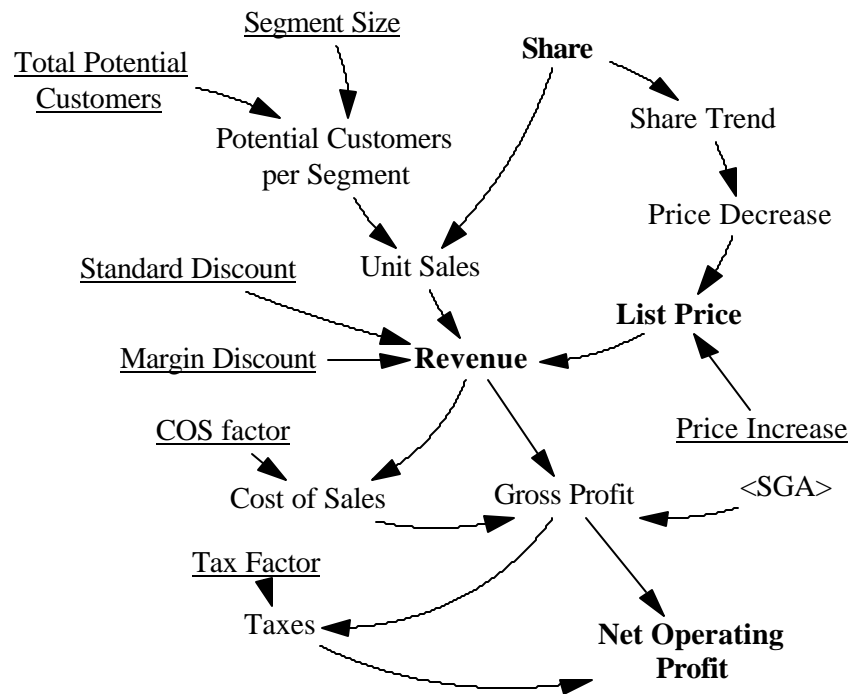 Segment Size
Share
Total Potential
Customers
Share Trend
Potential Customers
per Segment
Price Decrease
Unit Sales
Standard Discount
List Price
Margin Discount
Revenue
COS factor
Price Increase
Cost of Sales
Gross Profit
<SGA>
Tax Factor
Taxes
Net Operating
Profit